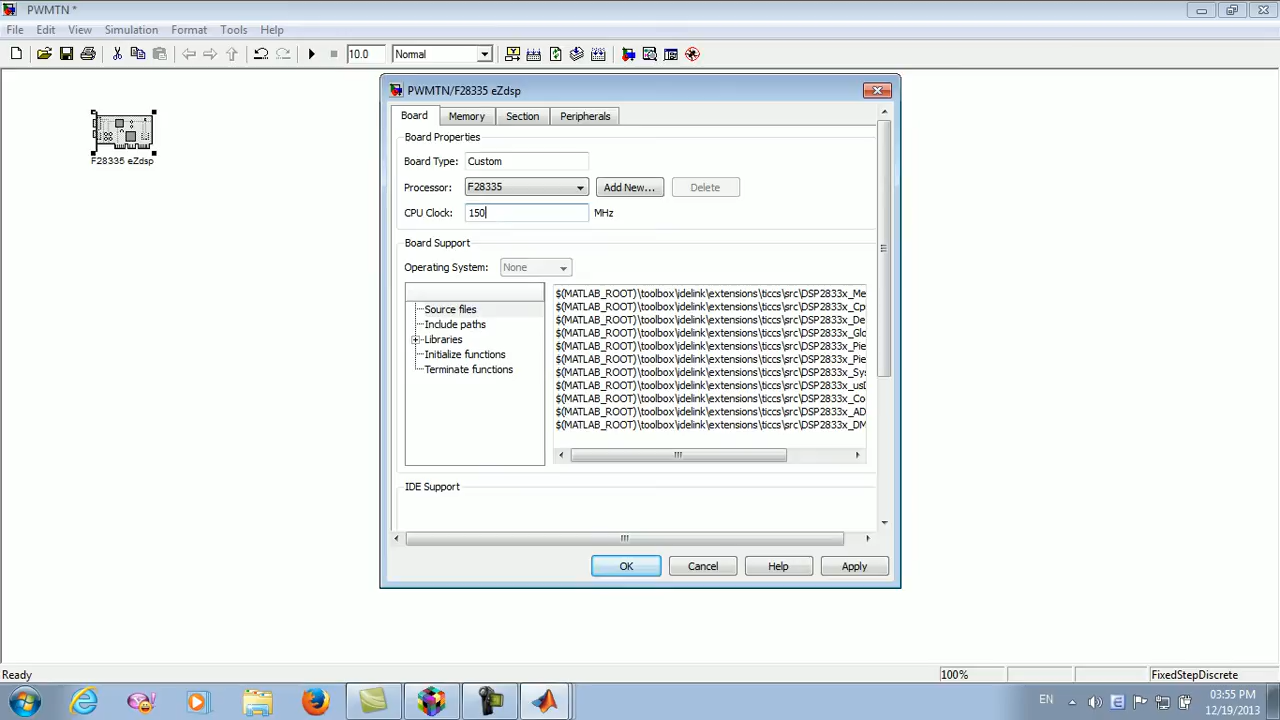 PWMTN *
File Edit View Simulation Format Tools Help
10.0 Normal
F28335 eZdsp
PWMTN/F28335 eZdsp
Board Memory Section Peripherals
Board Properties
Board Type: Custom
Processor: F28335 Add New... Delete
CPU Clock: 150 MHz
Board Support
Operating System: None
Source files
Include paths
Libraries
Initialize functions
Terminate functions
$(MATLAB_ROOT)\toolbox\idelink\extensions\ticcs\src\DSP2833x_Me
$(MATLAB_ROOT)\toolbox\idelink\extensions\ticcs\src\DSP2833x_Cp
$(MATLAB_ROOT)\toolbox\idelink\extensions\ticcs\src\DSP2833x_De
$(MATLAB_ROOT)\toolbox\idelink\extensions\ticcs\src\DSP2833x_Glo
$(MATLAB_ROOT)\toolbox\idelink\extensions\ticcs\src\DSP2833x_Pie
$(MATLAB_ROOT)\toolbox\idelink\extensions\ticcs\src\DSP2833x_Pie
$(MATLAB_ROOT)\toolbox\idelink\extensions\ticcs\src\DSP2833x_Sys
$(MATLAB_ROOT)\toolbox\idelink\extensions\ticcs\src\DSP2833x_usD
$(MATLAB_ROOT)\toolbox\idelink\extensions\ticcs\src\DSP2833x_Co
$(MATLAB_ROOT)\toolbox\idelink\extensions\ticcs\src\DSP2833x_AD
$(MATLAB_ROOT)\toolbox\idelink\extensions\ticcs\src\DSP2833x_DM
IDE Support
OK Cancel Help Apply
Ready 100% FixedStepDiscrete
EN 03:55 PM
12/19/2013